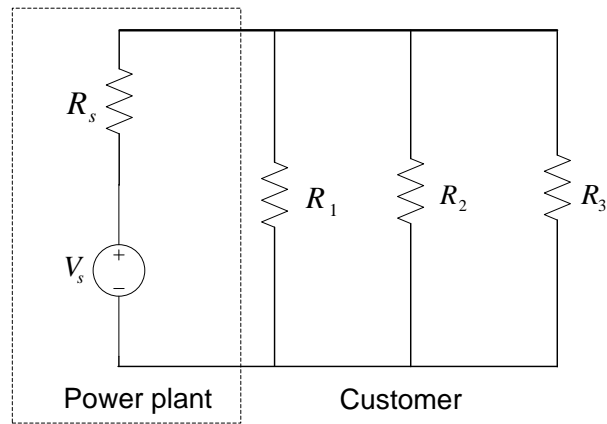 R_s
R_1
R_2
R_3
V_s
+
−
Power plant
Customer